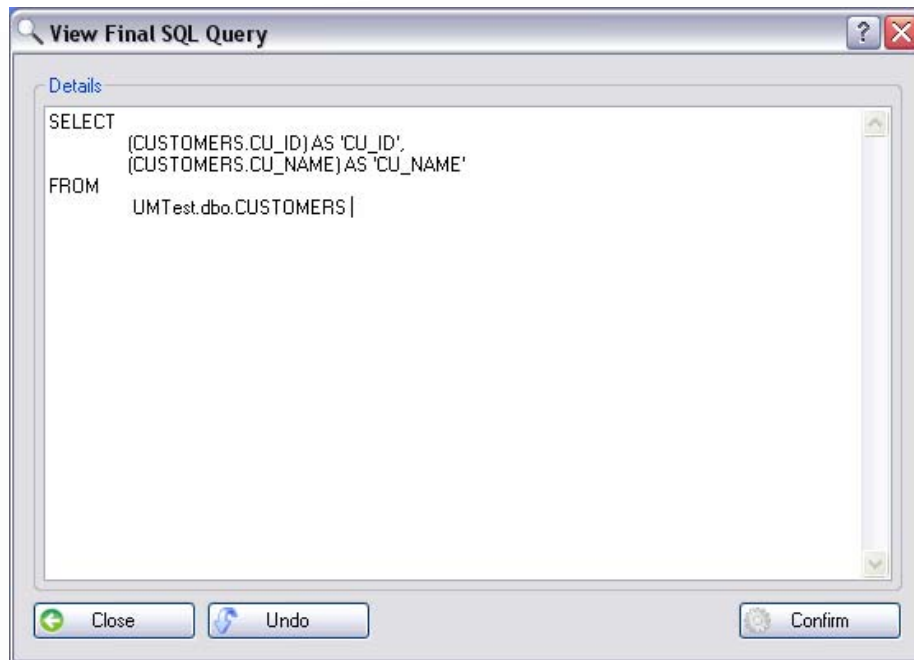 View Final SQL Query
Details
SELECT
(CUSTOMERS.CU_ID) AS 'CU_ID',
(CUSTOMERS.CU_NAME) AS 'CU_NAME'
FROM
UMTest.dbo.CUSTOMERS
Close
Undo
Confirm